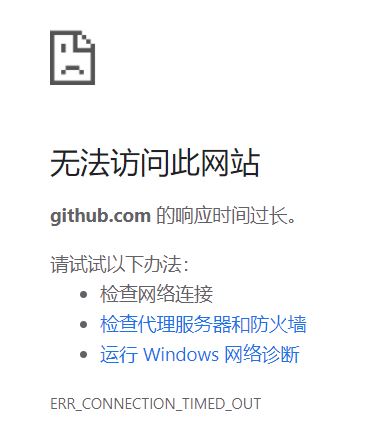 无法访问此网站
github.com 的响应时间过长。
请试试以下办法：
检查网络连接
检查代理服务器和防火墙
运行 Windows 网络诊断
ERR_CONNECTION_TIMED_OUT